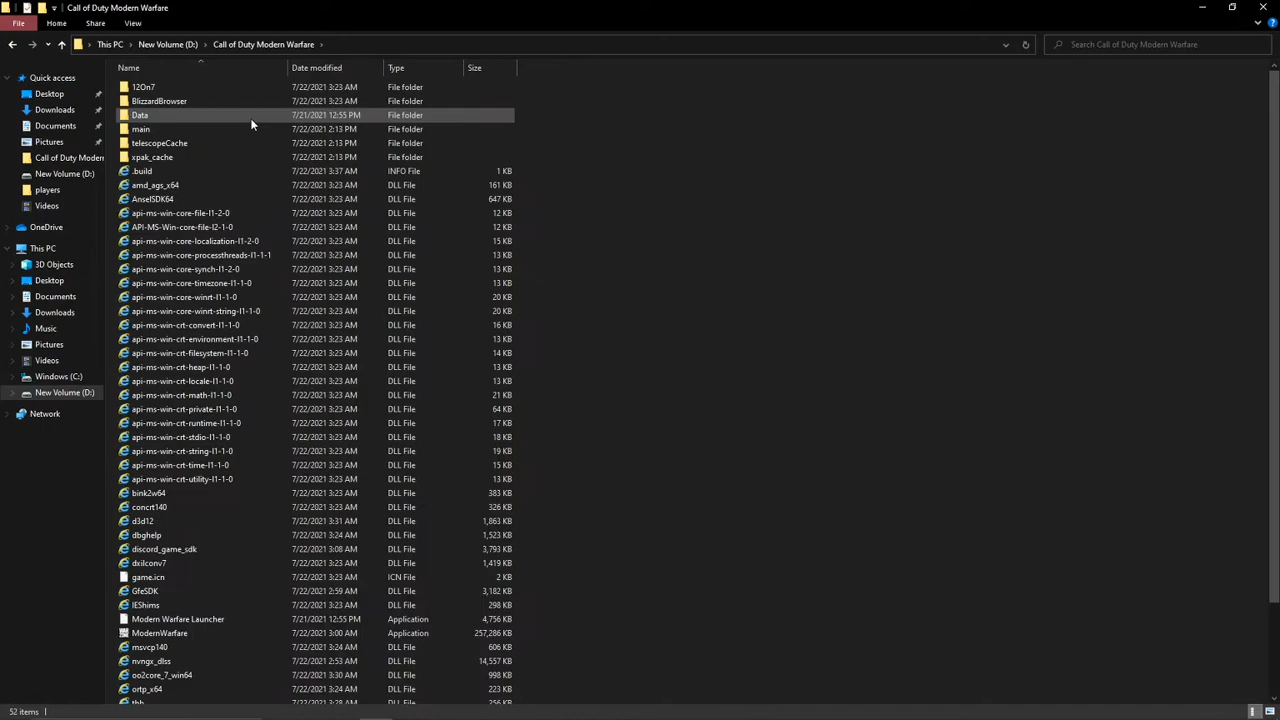 Call of Duty Modern Warfare
File Home Share View
This PC New Volume (D:) Call of Duty Modern Warfare Search Call of Duty Modern Warfare
Name Date modified Type Size
Quick access
Desktop
Downloads
Documents
Pictures
Call of Duty Modern
New Volume (D:)
players
Videos
OneDrive
This PC
3D Objects
Desktop
Documents
Downloads
Music
Pictures
Videos
Windows (C:)
New Volume (D:)
Network
12On7 7/22/2021 3:23 AM File folder
BlizzardBrowser 7/22/2021 3:23 AM File folder
Data 7/21/2021 12:55 PM File folder
main 7/22/2021 2:13 PM File folder
telescopeCache 7/22/2021 2:13 PM File folder
xpak_cache 7/22/2021 2:13 PM File folder
.build 7/22/2021 3:37 AM INFO File 1 KB
amd_ags_x64 7/22/2021 3:23 AM DLL File 161 KB
AnselSDK64 7/22/2021 3:23 AM DLL File 647 KB
api-ms-win-core-file-l1-2-0 7/22/2021 3:23 AM DLL File 12 KB
API-MS-Win-core-file-l2-1-0 7/22/2021 3:23 AM DLL File 12 KB
api-ms-win-core-localization-l1-2-0 7/22/2021 3:23 AM DLL File 15 KB
api-ms-win-core-processthreads-l1-1-1 7/22/2021 3:23 AM DLL File 13 KB
api-ms-win-core-synch-l1-2-0 7/22/2021 3:23 AM DLL File 13 KB
api-ms-win-core-timezone-l1-1-0 7/22/2021 3:23 AM DLL File 13 KB
api-ms-win-core-winrt-l1-1-0 7/22/2021 3:23 AM DLL File 20 KB
api-ms-win-core-winrt-string-l1-1-0 7/22/2021 3:23 AM DLL File 20 KB
api-ms-win-crt-convert-l1-1-0 7/22/2021 3:23 AM DLL File 16 KB
api-ms-win-crt-environment-l1-1-0 7/22/2021 3:23 AM DLL File 13 KB
api-ms-win-crt-filesystem-l1-1-0 7/22/2021 3:23 AM DLL File 14 KB
api-ms-win-crt-heap-l1-1-0 7/22/2021 3:23 AM DLL File 13 KB
api-ms-win-crt-locale-l1-1-0 7/22/2021 3:23 AM DLL File 13 KB
api-ms-win-crt-math-l1-1-0 7/22/2021 3:23 AM DLL File 21 KB
api-ms-win-crt-private-l1-1-0 7/22/2021 3:23 AM DLL File 64 KB
api-ms-win-crt-runtime-l1-1-0 7/22/2021 3:23 AM DLL File 17 KB
api-ms-win-crt-stdio-l1-1-0 7/22/2021 3:23 AM DLL File 18 KB
api-ms-win-crt-string-l1-1-0 7/22/2021 3:23 AM DLL File 19 KB
api-ms-win-crt-time-l1-1-0 7/22/2021 3:23 AM DLL File 15 KB
api-ms-win-crt-utility-l1-1-0 7/22/2021 3:23 AM DLL File 13 KB
bink2w64 7/22/2021 3:23 AM DLL File 383 KB
concrt140 7/22/2021 3:23 AM DLL File 326 KB
d3d12 7/22/2021 3:31 AM DLL File 1,863 KB
dbghelp 7/22/2021 3:24 AM DLL File 1,523 KB
discord_game_sdk 7/22/2021 3:08 AM DLL File 3,793 KB
dxilconv7 7/22/2021 3:23 AM DLL File 1,419 KB
game.icn 7/22/2021 3:23 AM ICN File 2 KB
GfeSDK 7/22/2021 2:59 AM DLL File 3,182 KB
IEShims 7/22/2021 3:23 AM DLL File 298 KB
Modern Warfare Launcher 7/21/2021 12:55 PM Application 4,756 KB
ModernWarfare 7/22/2021 3:00 AM Application 257,286 KB
msvcp140 7/22/2021 3:24 AM DLL File 606 KB
nvngx_dlss 7/22/2021 2:53 AM DLL File 14,557 KB
oo2core_7_win64 7/22/2021 3:30 AM DLL File 998 KB
ortp_x64 7/22/2021 3:24 AM DLL File 223 KB
7/22/2021 3:28 AM DLL File 256 KB
52 items